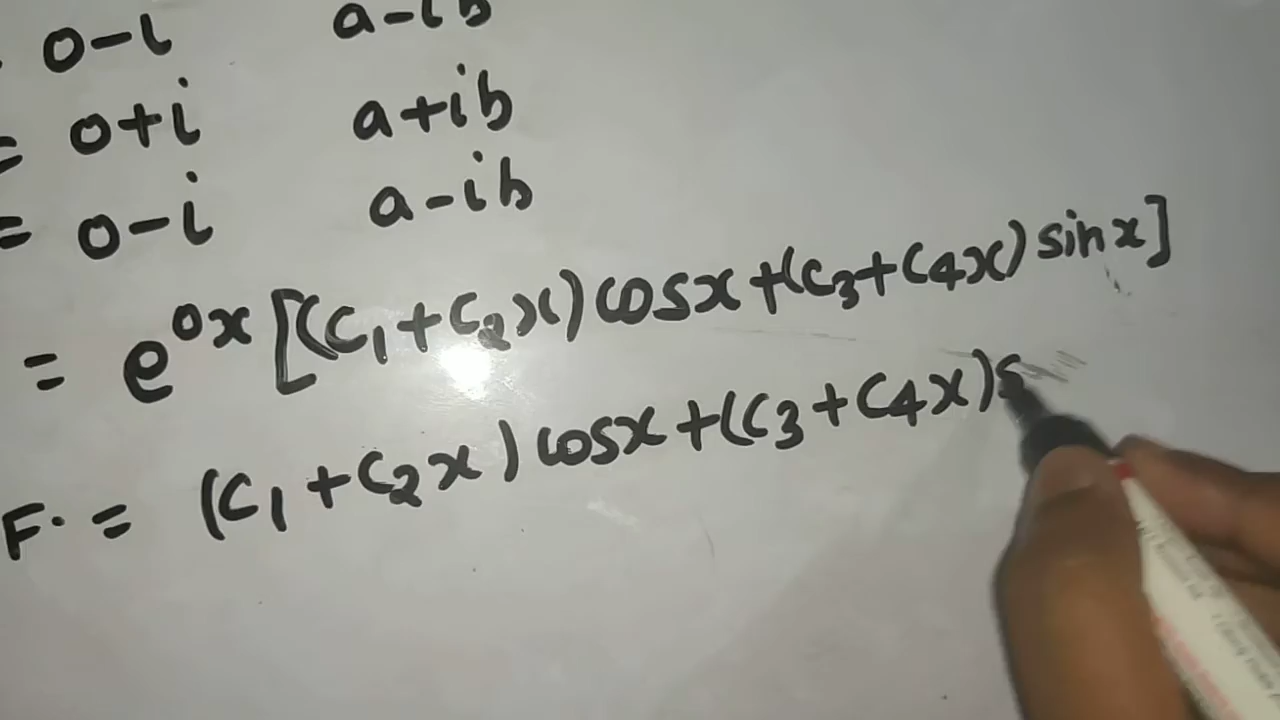 0-i a-ib
= 0+i a+ib
= 0-i a-ib
= e^0x [(C1+C2x)cosx+(C3+C4x)sinx]
F. = (C1+C2x)cosx+(C3+C4x)s